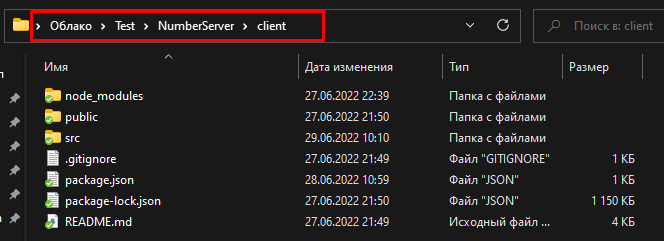 Облако > Test > NumberServer > client
Поиск в: client
Имя Дата изменения Тип Размер
node_modules 27.06.2022 22:39 Папка с файлами
public 27.06.2022 21:50 Папка с файлами
src 29.06.2022 10:10 Папка с файлами
.gitignore 27.06.2022 21:49 Файл "GITIGNORE" 1 КБ
package.json 28.06.2022 10:59 Файл "JSON" 1 КБ
package-lock.json 27.06.2022 21:50 Файл "JSON" 1 150 КБ
README.md 27.06.2022 21:49 Исходный файл ... 4 КБ